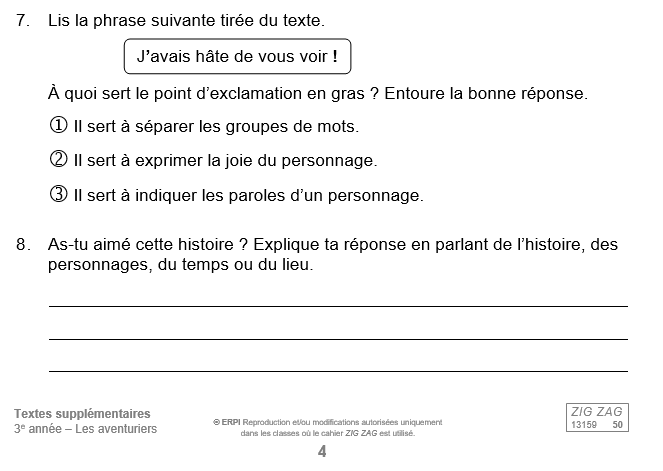 7. Lis la phrase suivante tirée du texte.
J'avais hâte de vous voir !
À quoi sert le point d'exclamation en gras ? Entoure la bonne réponse.
① Il sert à séparer les groupes de mots.
② Il sert à exprimer la joie du personnage.
③ Il sert à indiquer les paroles d'un personnage.
8. As-tu aimé cette histoire ? Explique ta réponse en parlant de l'histoire, des
personnages, du temps ou du lieu.
Textes supplémentaires
3e année – Les aventuriers
© ERPI Reproduction et/ou modifications autorisées uniquement
dans les classes où le cahier ZIG ZAG est utilisé.
ZIG ZAG
13159 50
4